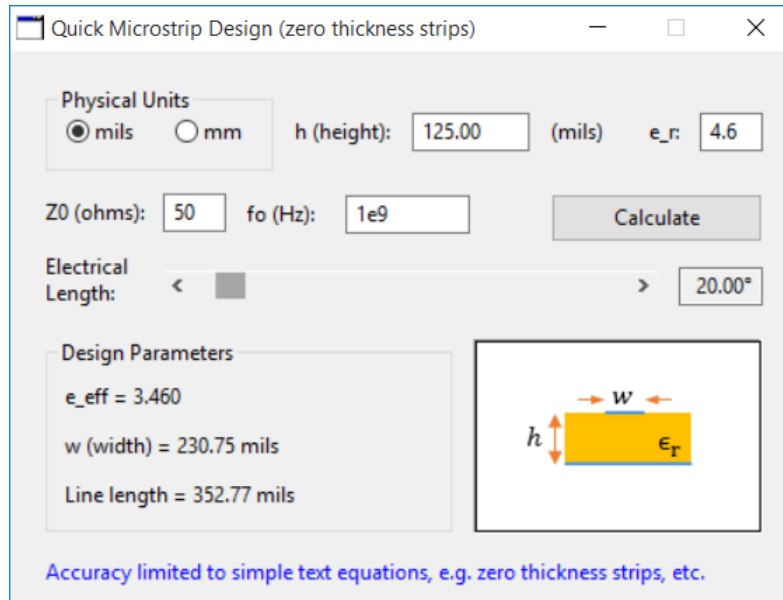 Quick Microstrip Design (zero thickness strips)
Physical Units
mils mm h (height): 125.00 (mils) e_r: 4.6
Z0 (ohms): 50 fo (Hz): 1e9 Calculate
Electrical
Length: 20.00°
Design Parameters
e_eff = 3.460
w (width) = 230.75 mils
Line length = 352.77 mils
w
h
ϵr
Accuracy limited to simple text equations, e.g. zero thickness strips, etc.